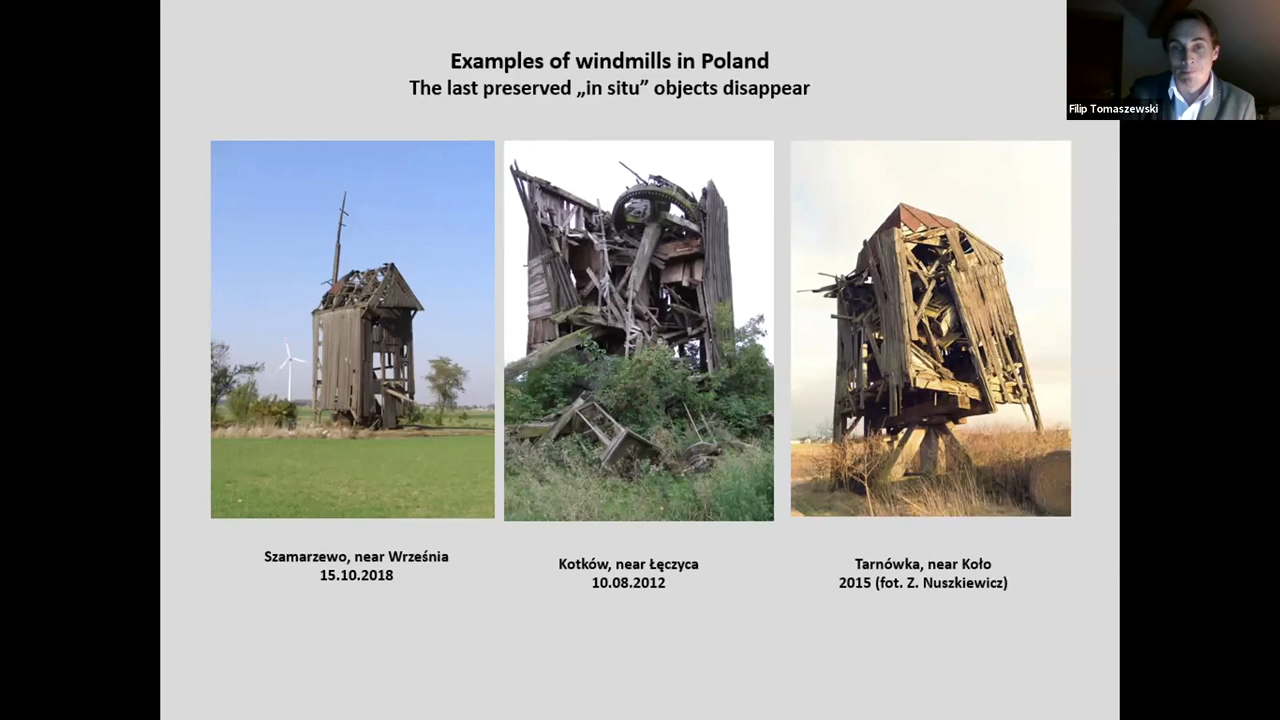 Examples of windmills in Poland
The last preserved „in situ” objects disappear
Filip Tomaszewski
Szamarzewo, near Września
15.10.2018
Kotków, near Łęczyca
10.08.2012
Tarnówka, near Koło
2015 (fot. Z. Nuszkiewicz)